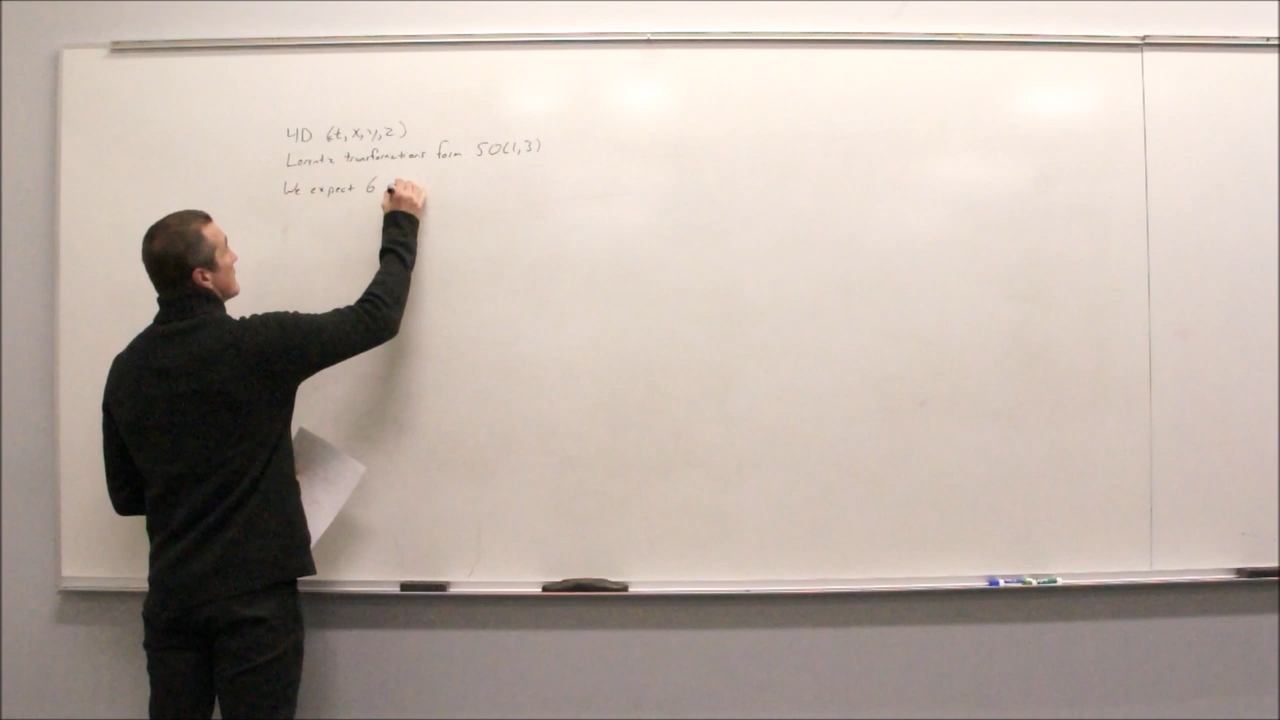 4D (t,x,y,z)
Lorentz transformations form SO(1,3)
We expect 6